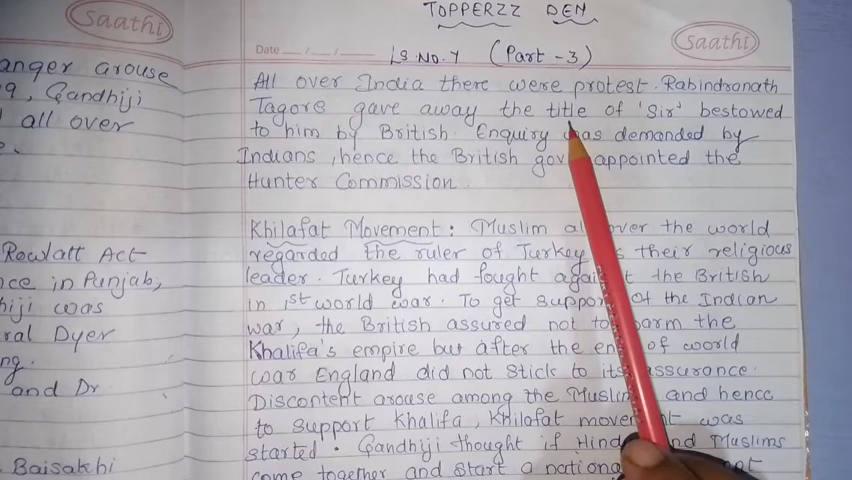 saathi
anger arouse
9, Gandhiji
all over
Rowlatt Act
nce in Punjab,
hiji was
ral Dyer
ng.
and Dr
Baisakhi
TOPPERZZ DEN
saathi
Date __/__/__ LS.NO.7 (Part-3)
All over India there were protest. Rabindranath
Tagore gave away the title of 'Sir' bestowed
to him by British. Enquiry was demanded by
Indians, hence the British gov appointed the
Hunter Commission.
Khilafat Movement: Muslim all over the world
regarded the ruler of Turkey as their religious
leader. Turkey had fought against the British
in 1st world war. To get support of the Indian
war, the British assured not to harm the
Khalifa's empire but after the end of world
war England did not stick to its assurance.
Discontent arouse among the Muslims and hence
to support Khalifa, Khilafat movement was
started. Gandhiji thought if Hindu and Muslims
come together and start a national